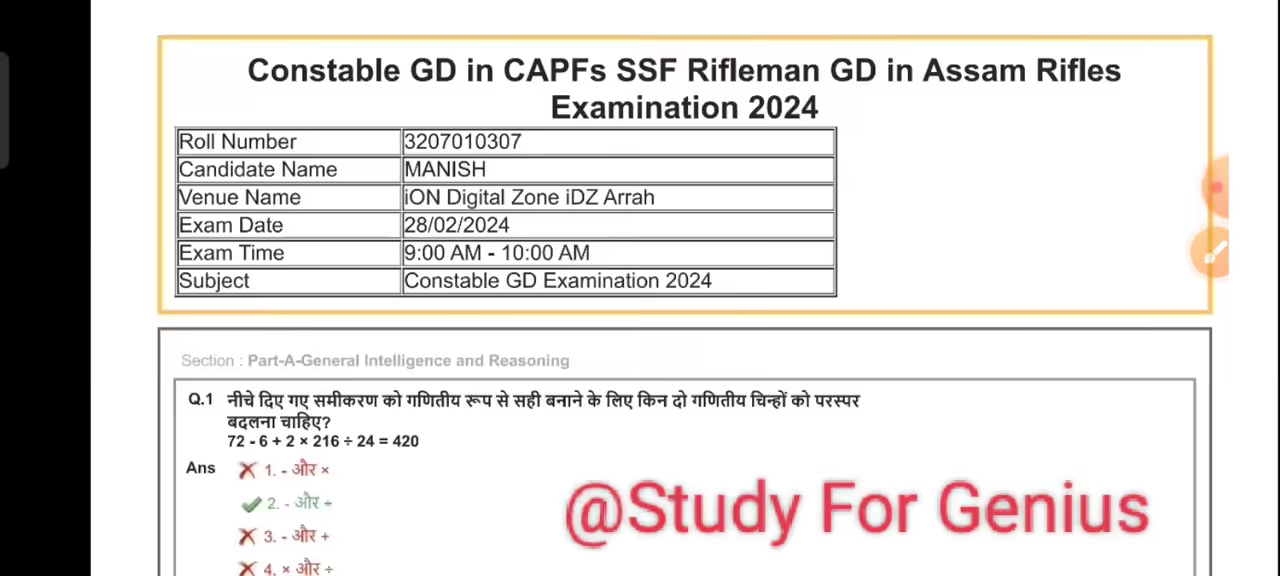 Constable GD in CAPFs SSF Rifleman GD in Assam Rifles
Examination 2024
Roll Number 3207010307
Candidate Name MANISH
Venue Name iON Digital Zone iDZ Arrah
Exam Date 28/02/2024
Exam Time 9:00 AM - 10:00 AM
Subject Constable GD Examination 2024
Section : Part-A-General Intelligence and Reasoning
Q.1 नीचे दिए गए समीकरण को गणितीय रूप से सही बनाने के लिए किन दो गणितीय चिन्हों को परस्पर
बदलना चाहिए?
72 - 6 + 2 × 216 ÷ 24 = 420
Ans 1. - और ×
2. - और ÷
3. - और +
4. × और ÷
@Study For Genius